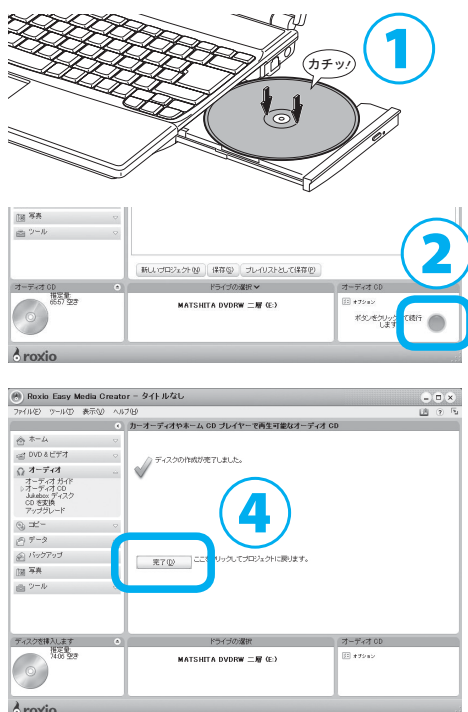 カチッ!
1
写真
ツール
新しいプロジェクト(N) 保存(S) プレイリストとして保存(P)
オーディオ CD
ドライブの選択
オーディオ CD
指定量:
6557 空き
MATSHITA DVDRW 二層 (E:)
オプション
ボタンをクリックして続行
します
2
roxio
Roxio Easy Media Creator - タイトルなし
ファイル(F) ツール(T) 表示(V) ヘルプ(H)
カーオーディオやホーム CD プレイヤーで再生可能なオーディオ CD
ホーム
DVD & ビデオ
オーディオ
オーディオ ガイド
オーディオ CD
Jukebox ディスク
CD を変換
アップグレード
コピー
データ
バックアップ
写真
ツール
ディスクの作成が完了しました。
4
完了(D) ここをクリックしてプロジェクトに戻ります。
ディスクを挿入します
ドライブの選択
オーディオ CD
指定量:
74:06 空き
MATSHITA DVDRW 二層 (E:)
オプション
roxio